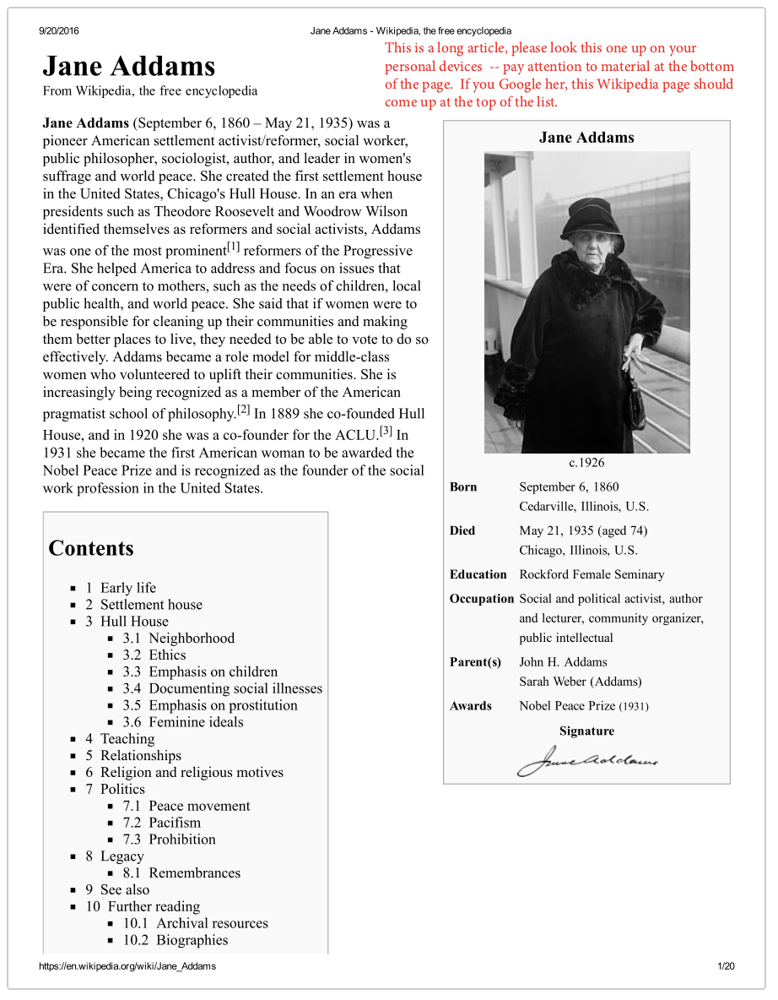 9/20/2016
Jane Addams - Wikipedia, the free encyclopedia
This is a long article, please look this one up on your
personal devices -- pay attention to material at the bottom
of the page. If you Google her, this Wikipedia page should
come up at the top of the list.
Jane Addams
From Wikipedia, the free encyclopedia
Jane Addams (September 6, 1860 – May 21, 1935) was a
pioneer American settlement activist/reformer, social worker,
public philosopher, sociologist, author, and leader in women's
suffrage and world peace. She created the first settlement house
in the United States, Chicago's Hull House. In an era when
presidents such as Theodore Roosevelt and Woodrow Wilson
identified themselves as reformers and social activists, Addams
was one of the most prominent[1] reformers of the Progressive
Era. She helped America to address and focus on issues that
were of concern to mothers, such as the needs of children, local
public health, and world peace. She said that if women were to
be responsible for cleaning up their communities and making
them better places to live, they needed to be able to vote to do so
effectively. Addams became a role model for middle-class
women who volunteered to uplift their communities. She is
increasingly being recognized as a member of the American
pragmatist school of philosophy.[2] In 1889 she co-founded Hull
House, and in 1920 she was a co-founder for the ACLU.[3] In
1931 she became the first American woman to be awarded the
Nobel Peace Prize and is recognized as the founder of the social
work profession in the United States.
Jane Addams
c.1926
Born September 6, 1860
Cedarville, Illinois, U.S.
Died May 21, 1935 (aged 74)
Chicago, Illinois, U.S.
Education Rockford Female Seminary
Occupation Social and political activist, author
and lecturer, community organizer,
public intellectual
Parent(s) John H. Addams
Sarah Weber (Addams)
Awards Nobel Peace Prize (1931)
Signature
Jane Addams
Contents
1 Early life
2 Settlement house
3 Hull House
3.1 Neighborhood
3.2 Ethics
3.3 Emphasis on children
3.4 Documenting social illnesses
3.5 Emphasis on prostitution
3.6 Feminine ideals
4 Teaching
5 Relationships
6 Religion and religious motives
7 Politics
7.1 Peace movement
7.2 Pacifism
7.3 Prohibition
8 Legacy
8.1 Remembrances
9 See also
10 Further reading
10.1 Archival resources
10.2 Biographies
https://en.wikipedia.org/wiki/Jane_Addams
1/20